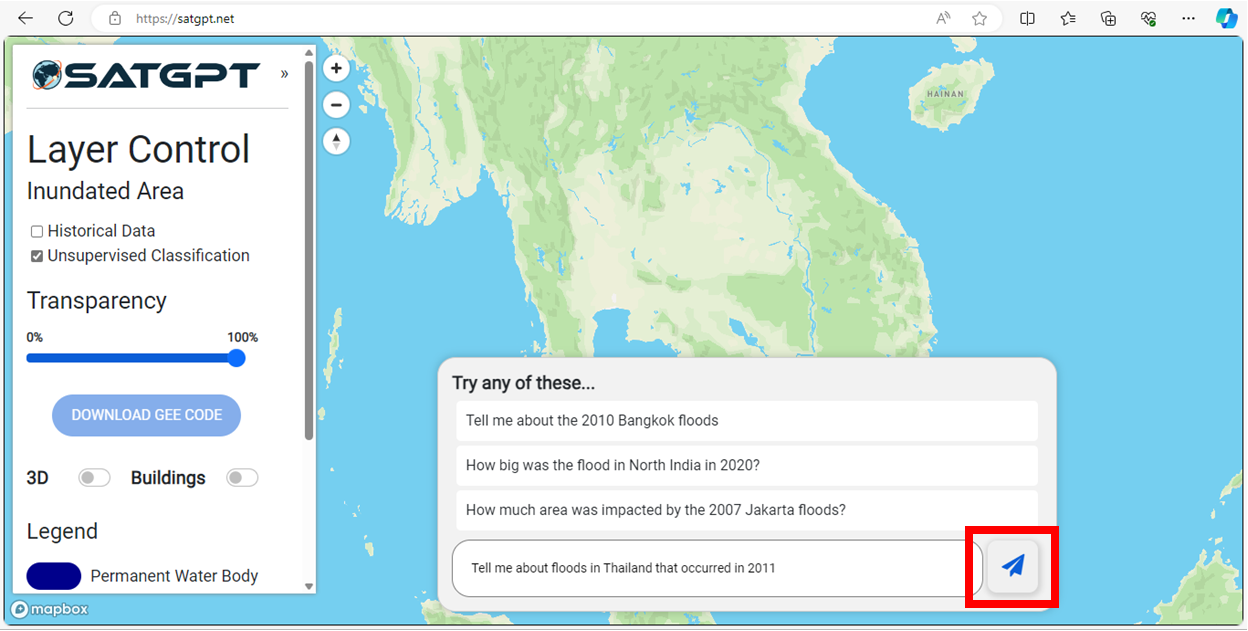 https://satgpt.net
SATGPT
»
Layer Control
Inundated Area
Historical Data
Unsupervised Classification
Transparency
0% 100%
DOWNLOAD GEE CODE
3D Buildings
Legend
Permanent Water Body
mapbox
HAINAN
Try any of these...
Tell me about the 2010 Bangkok floods
How big was the flood in North India in 2020?
How much area was impacted by the 2007 Jakarta floods?
Tell me about floods in Thailand that occurred in 2011